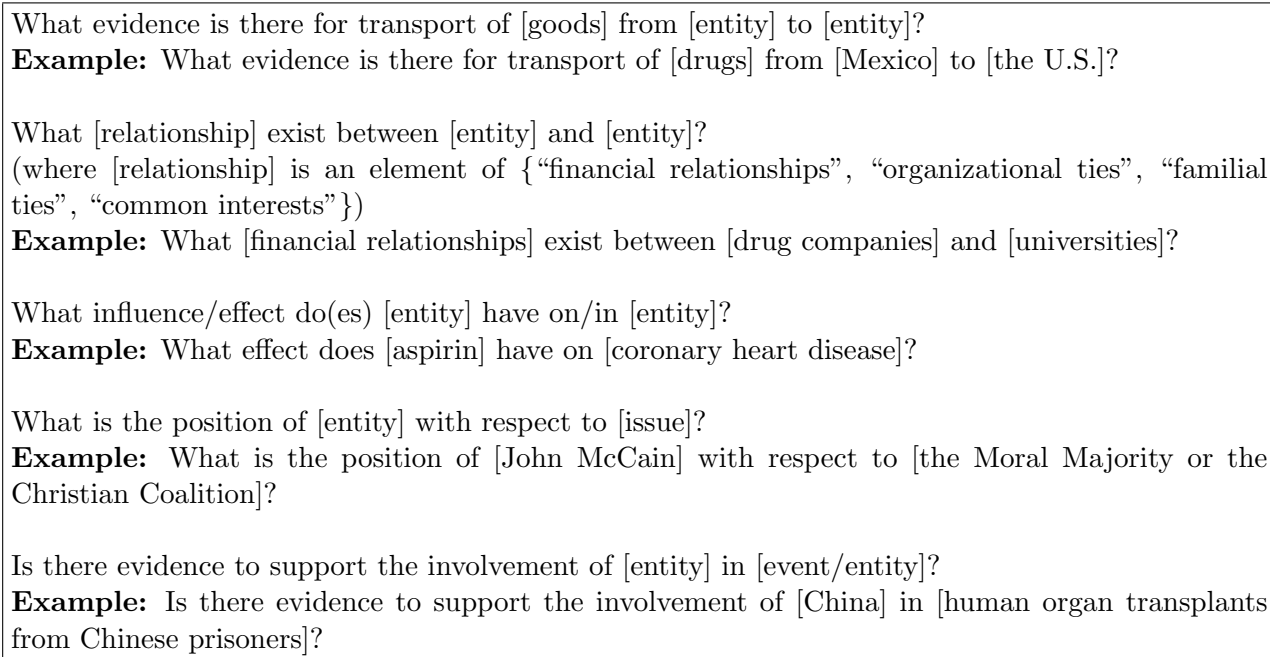 What evidence is there for transport of [goods] from [entity] to [entity]?
Example: What evidence is there for transport of [drugs] from [Mexico] to [the U.S.]?
What [relationship] exist between [entity] and [entity]?
(where [relationship] is an element of {“financial relationships”, “organizational ties”, “familial
ties”, “common interests”})
Example: What [financial relationships] exist between [drug companies] and [universities]?
What influence/effect do(es) [entity] have on/in [entity]?
Example: What effect does [aspirin] have on [coronary heart disease]?
What is the position of [entity] with respect to [issue]?
Example: What is the position of [John McCain] with respect to [the Moral Majority or the
Christian Coalition]?
Is there evidence to support the involvement of [entity] in [event/entity]?
Example: Is there evidence to support the involvement of [China] in [human organ transplants
from Chinese prisoners]?